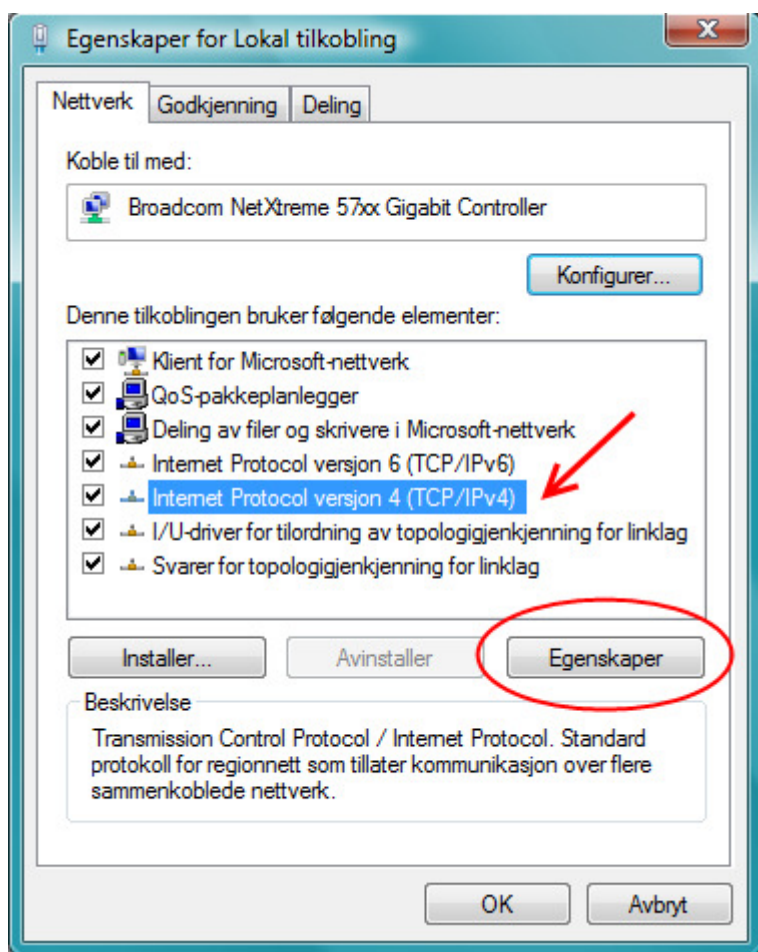 Egenskaper for Lokal tilkobling
Nettverk
Godkjenning
Deling
Koble til med:
Broadcom NetXtreme 57xx Gigabit Controller
Konfigurer...
Denne tilkoblingen bruker følgende elementer:
Klient for Microsoft-nettverk
QoS-pakkeplanlegger
Deling av filer og skrivere i Microsoft-nettverk
Internet Protocol versjon 6 (TCP/IPv6)
Internet Protocol versjon 4 (TCP/IPv4)
I/U-driver for tilordning av topologigjenkjenning for linklag
Svarer for topologigjenkjenning for linklag
Installer...
Avinstaller
Egenskaper
Beskrivelse
Transmission Control Protocol / Internet Protocol. Standard
protokoll for regionnett som tillater kommunikasjon over flere
sammenkoblede nettverk.
OK
Avbryt